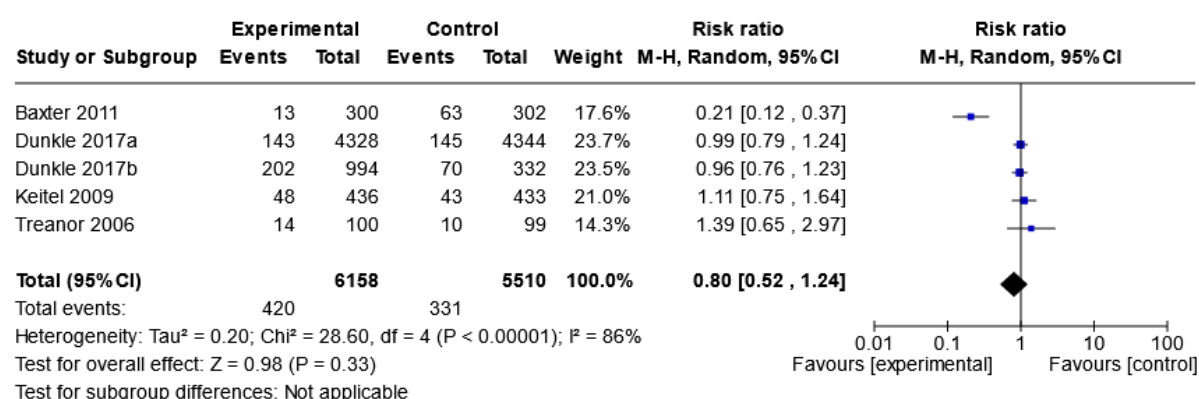 Experimental Control Risk ratio Risk ratio
Study or Subgroup Events Total Events Total Weight M-H, Random, 95% CI M-H, Random, 95% CI
Baxter 2011 13 300 63 302 17.6% 0.21 [0.12 , 0.37]
Dunkle 2017a 143 4328 145 4344 23.7% 0.99 [0.79 , 1.24]
Dunkle 2017b 202 994 70 332 23.5% 0.96 [0.76 , 1.23]
Keitel 2009 48 436 43 433 21.0% 1.11 [0.75 , 1.64]
Treanor 2006 14 100 10 99 14.3% 1.39 [0.65 , 2.97]
Total (95% CI) 6158 5510 100.0% 0.80 [0.52 , 1.24]
Total events: 420 331
Heterogeneity: Tau² = 0.20; Chi² = 28.60, df = 4 (P < 0.00001); I² = 86%
0.01 0.1 1 10 100
Test for overall effect: Z = 0.98 (P = 0.33)
Favours [experimental] Favours [control]
Test for subgroup differences: Not applicable